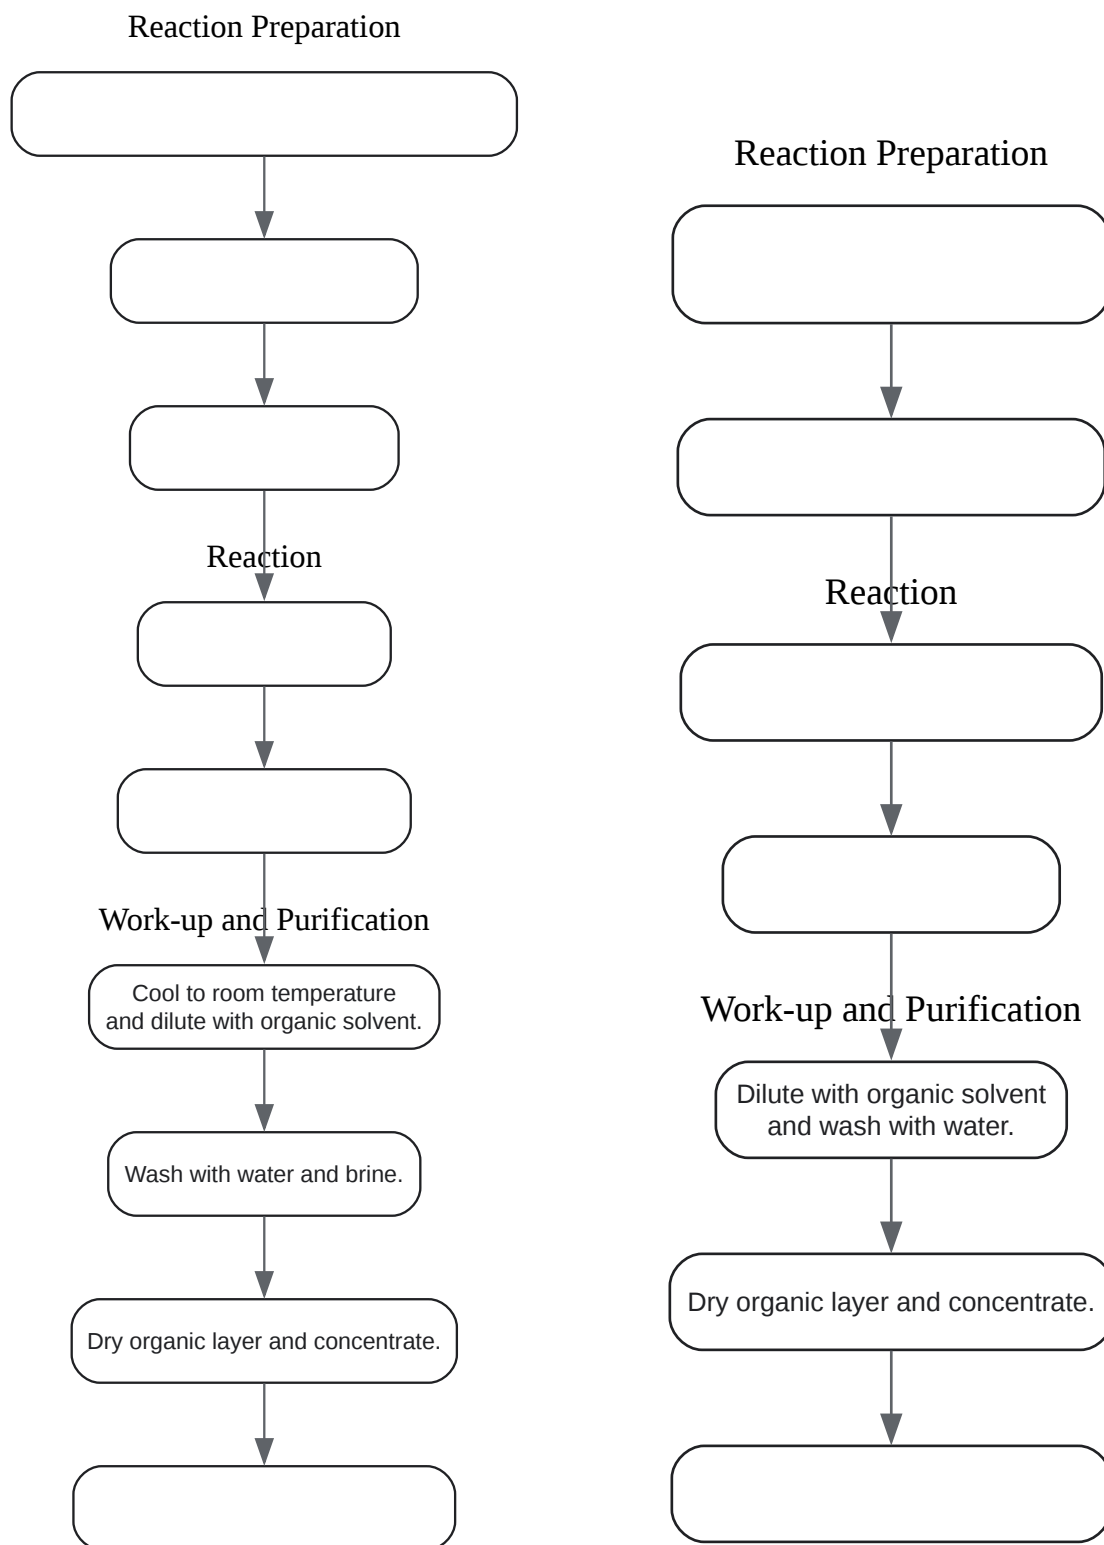 Reaction Preparation
Reaction
Work-up and Purification
Cool to room temperature
and dilute with organic solvent.
Wash with water and brine.
Dry organic layer and concentrate.
Reaction Preparation
Reaction
Work-up and Purification
Dilute with organic solvent
and wash with water.
Dry organic layer and concentrate.